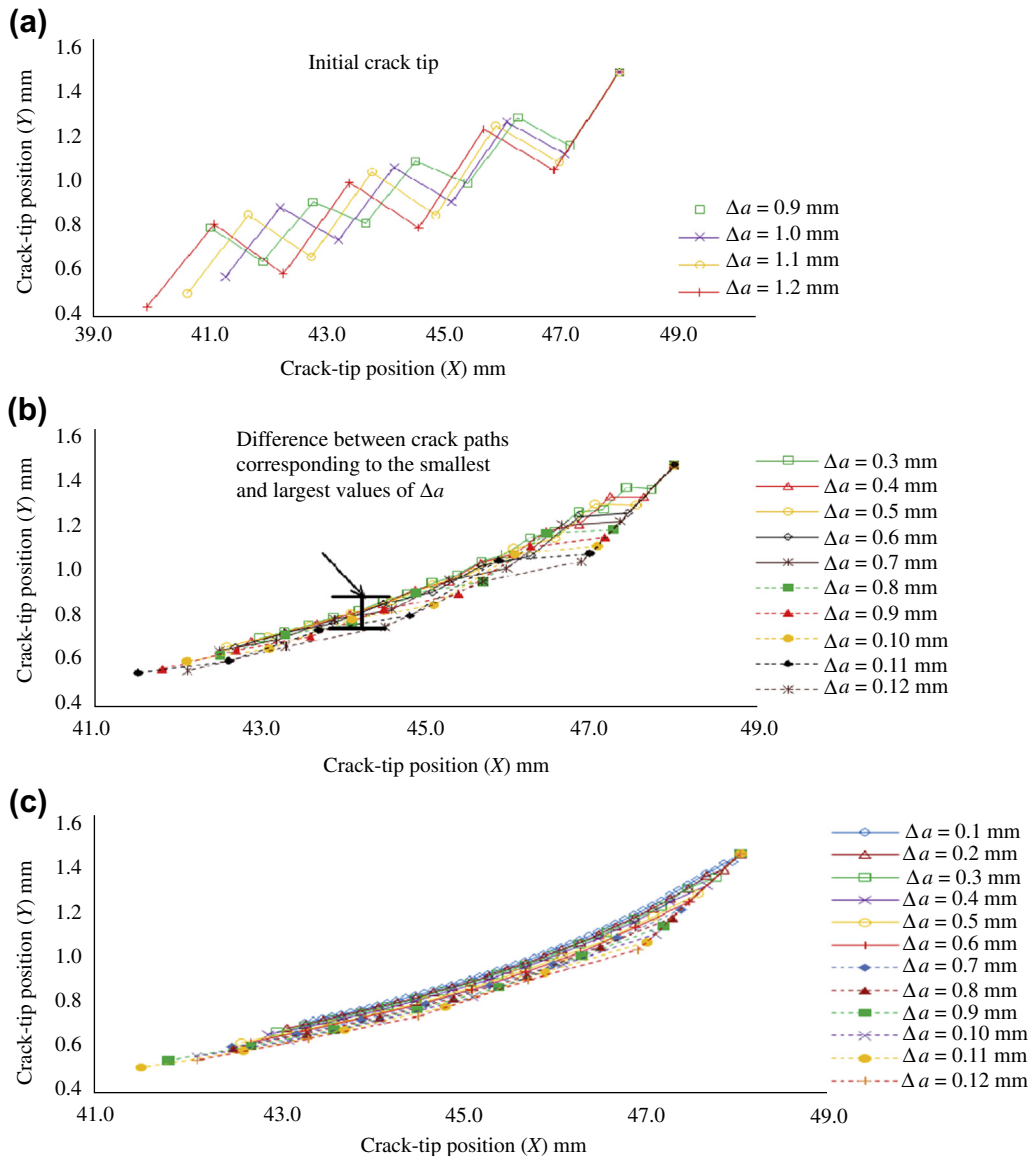 (a)
1.6
1.4
1.2
1.0
0.8
0.6
0.4
Crack-tip position (Y) mm
Initial crack tip
Δa = 0.9 mm
Δa = 1.0 mm
Δa = 1.1 mm
Δa = 1.2 mm
39.0 41.0 43.0 45.0 47.0 49.0
Crack-tip position (X) mm
(b)
1.6
1.4
1.2
1.0
0.8
0.6
0.4
Crack-tip position (Y) mm
Difference between crack paths
corresponding to the smallest
and largest values of Δa
Δa = 0.3 mm
Δa = 0.4 mm
Δa = 0.5 mm
Δa = 0.6 mm
Δa = 0.7 mm
Δa = 0.8 mm
Δa = 0.9 mm
Δa = 0.10 mm
Δa = 0.11 mm
Δa = 0.12 mm
41.0 43.0 45.0 47.0 49.0
Crack-tip position (X) mm
(c)
1.6
1.4
1.2
1.0
0.8
0.6
0.4
Crack-tip position (Y) mm
Δa = 0.1 mm
Δa = 0.2 mm
Δa = 0.3 mm
Δa = 0.4 mm
Δa = 0.5 mm
Δa = 0.6 mm
Δa = 0.7 mm
Δa = 0.8 mm
Δa = 0.9 mm
Δa = 0.10 mm
Δa = 0.11 mm
Δa = 0.12 mm
41.0 43.0 45.0 47.0 49.0
Crack-tip position (X) mm